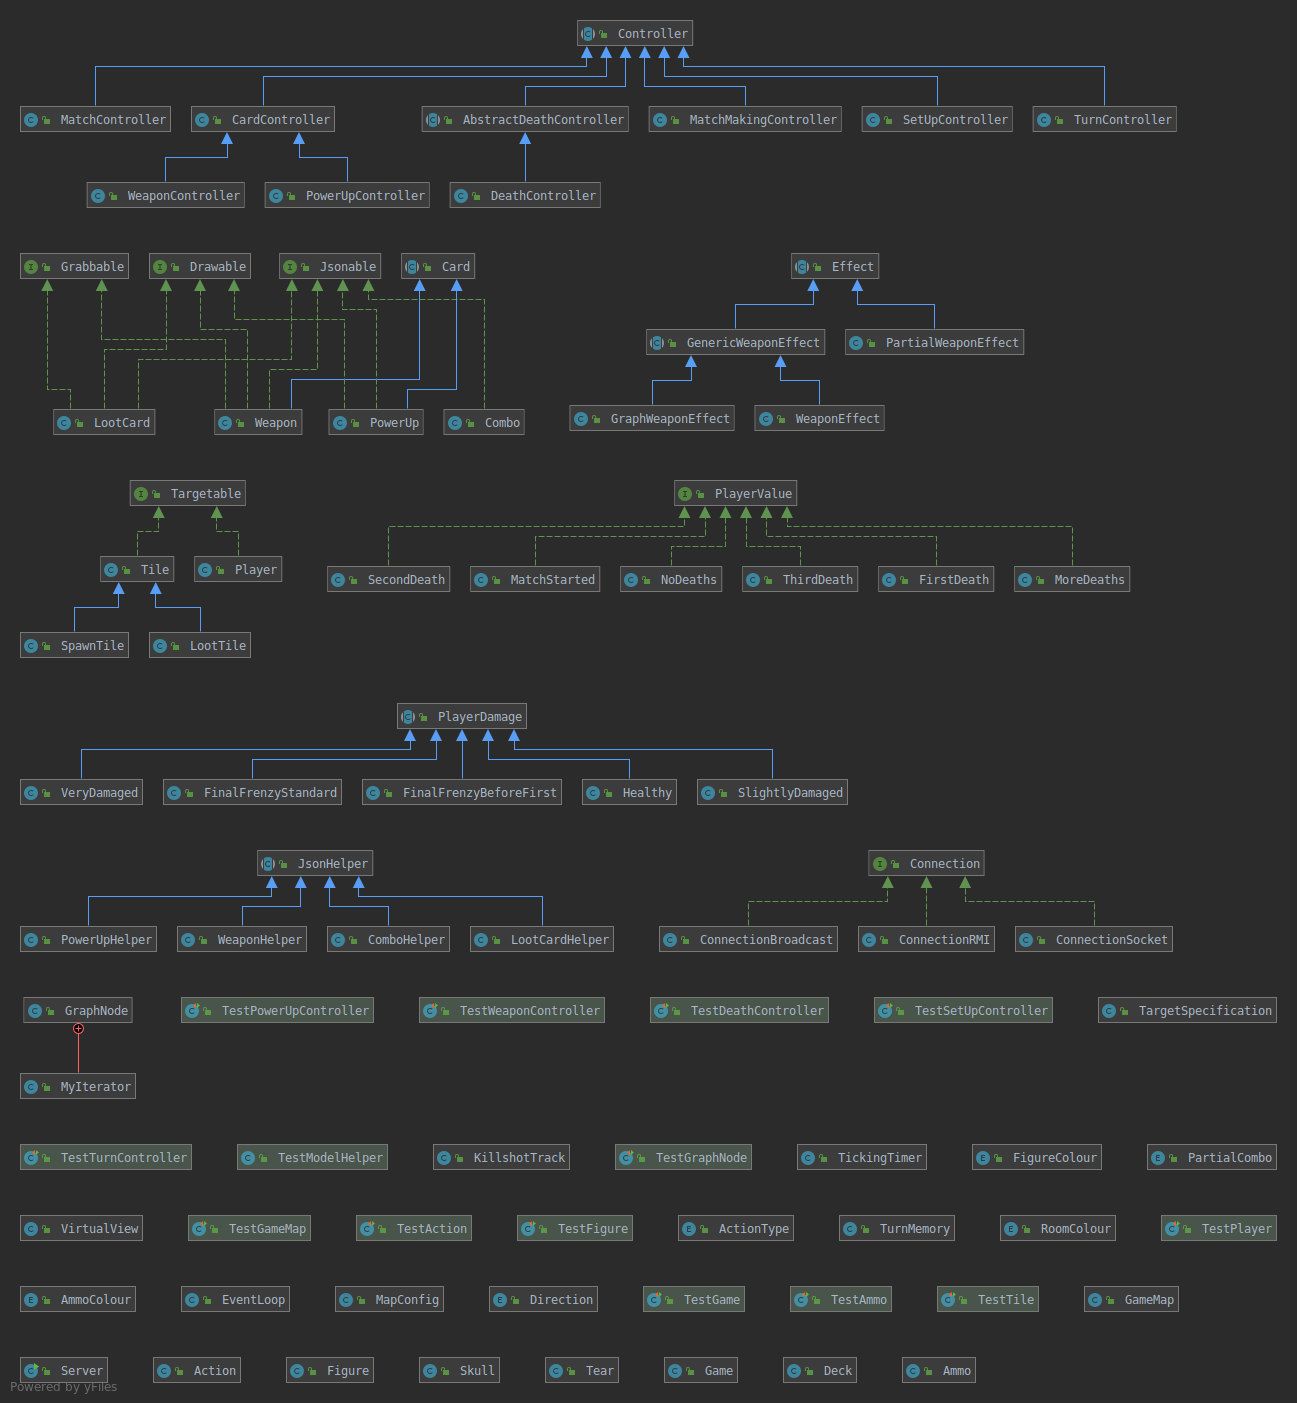 Controller
MatchController CardController AbstractDeathController MatchMakingController SetUpController TurnController
WeaponController PowerUpController DeathController
Grabbable Drawable Jsonable Card Effect
GenericWeaponEffect PartialWeaponEffect
LootCard Weapon PowerUp Combo GraphWeaponEffect WeaponEffect
Targetable PlayerValue
Tile Player SecondDeath MatchStarted NoDeaths ThirdDeath FirstDeath MoreDeaths
SpawnTile LootTile
PlayerDamage
VeryDamaged FinalFrenzyStandard FinalFrenzyBeforeFirst Healthy SlightlyDamaged
JsonHelper Connection
PowerUpHelper WeaponHelper ComboHelper LootCardHelper ConnectionBroadcast ConnectionRMI ConnectionSocket
GraphNode TestPowerUpController TestWeaponController TestDeathController TestSetUpController TargetSpecification
MyIterator
TestTurnController TestModelHelper KillshotTrack TestGraphNode TickingTimer FigureColour PartialCombo
VirtualView TestGameMap TestAction TestFigure ActionType TurnMemory RoomColour TestPlayer
AmmoColour EventLoop MapConfig Direction TestGame TestAmmo TestTile GameMap
Server Action Figure Skull Tear Game Deck Ammo
Powered by yFiles